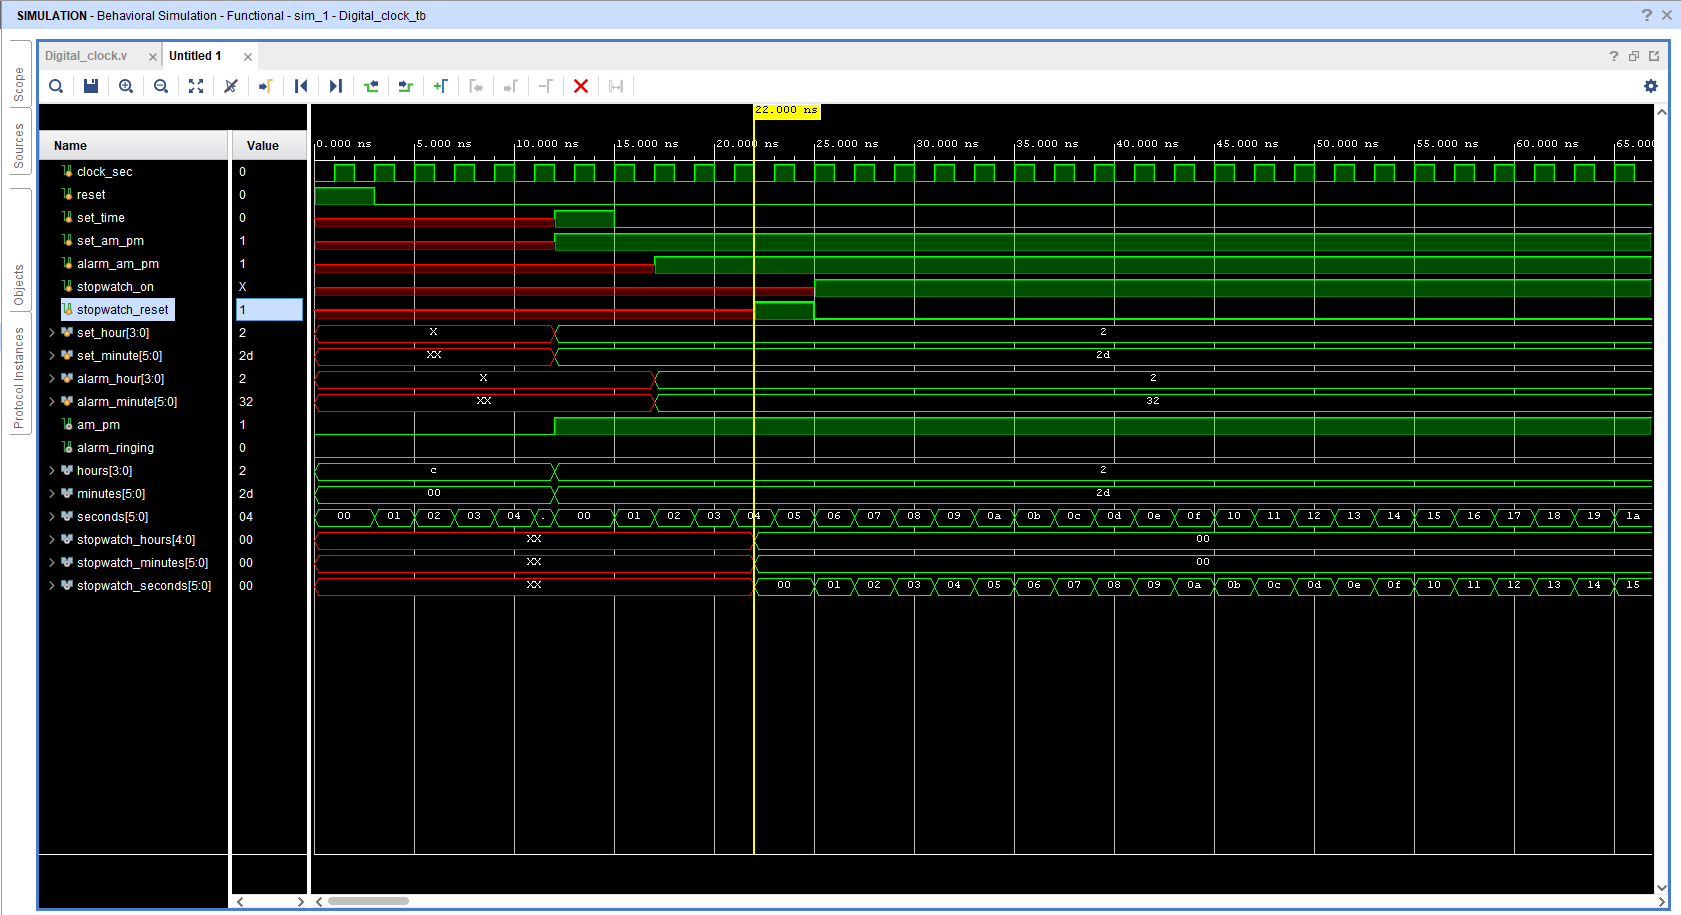 SIMULATION - Behavioral Simulation - Functional - sim_1 - Digital_clock_tb
Scope
Sources
Objects
Protocol Instances
Digital_clock.v
Untitled 1
22.000 ns
Name
Value
0.000 ns 5.000 ns 10.000 ns 15.000 ns 20.000 ns 25.000 ns 30.000 ns 35.000 ns 40.000 ns 45.000 ns 50.000 ns 55.000 ns 60.000 ns 65.000
clock_sec 0
reset 0
set_time 0
set_am_pm 1
alarm_am_pm 1
stopwatch_on X
stopwatch_reset 1
set_hour[3:0] 2 X 2
set_minute[5:0] 2d XX 2d
alarm_hour[3:0] 2 X 2
alarm_minute[5:0] 32 XX 32
am_pm 1
alarm_ringing 0
hours[3:0] 2 c 2
minutes[5:0] 2d 00 2d
seconds[5:0] 04 00 01 02 03 04 . 00 01 02 03 04 05 06 07 08 09 0a 0b 0c 0d 0e 0f 10 11 12 13 14 15 16 17 18 19 1a
stopwatch_hours[4:0] 00 XX 00
stopwatch_minutes[5:0] 00 XX 00
stopwatch_seconds[5:0] 00 XX 00 01 02 03 04 05 06 07 08 09 0a 0b 0c 0d 0e 0f 10 11 12 13 14 15